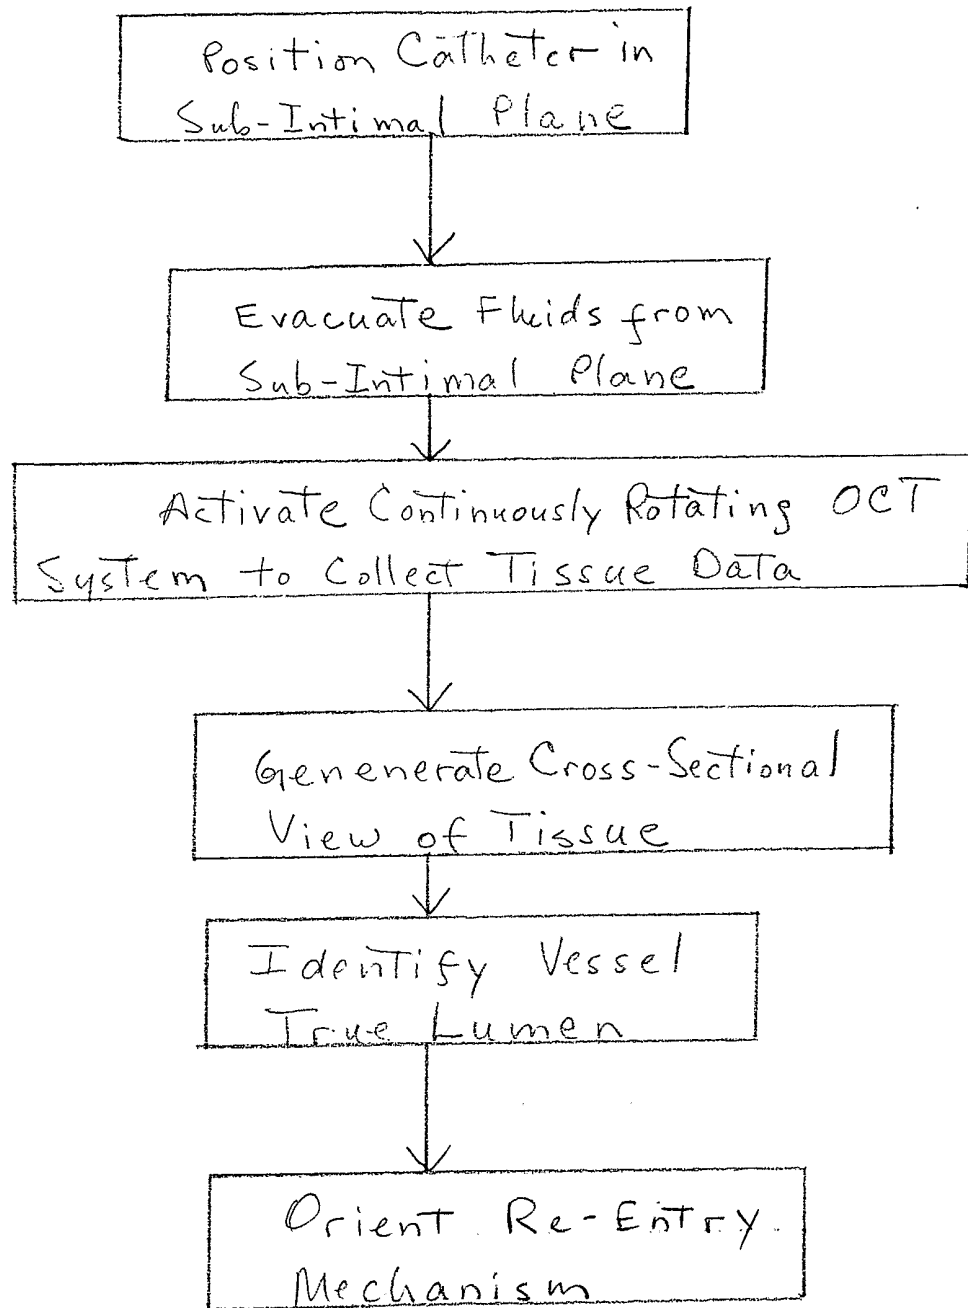 Position Catheter in
Sub-Intimal Plane
Evacuate Fluids from
Sub-Intimal Plane
Activate Continuously Rotating OCT
System to Collect Tissue Data
Genenerate Cross-Sectional
View of Tissue
Identify Vessel
True Lumen
Orient Re-Entry
Mechanism